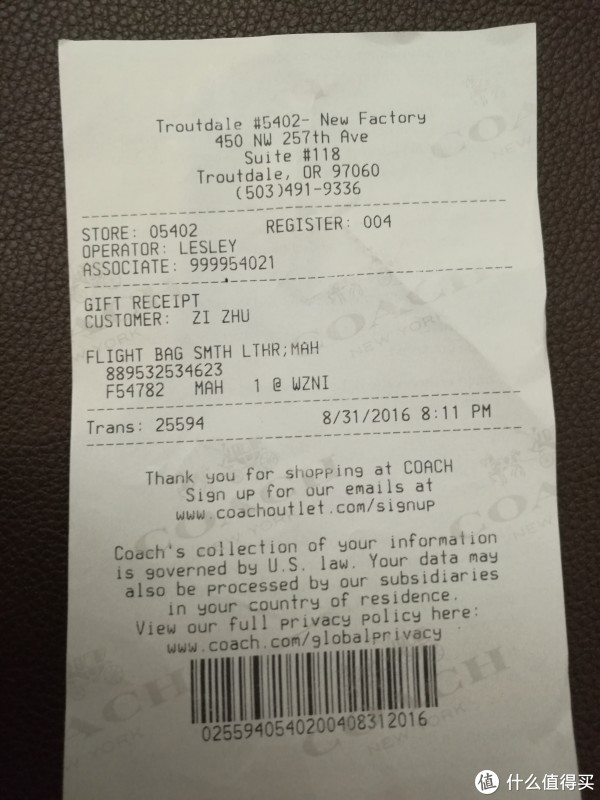 Troutdale #5402- New Factory
450 NW 257th Ave
Suite #118
Troutdale, OR 97060
(503)491-9336
STORE: 05402 REGISTER: 004
OPERATOR: LESLEY
ASSOCIATE: 999954021
GIFT RECEIPT
CUSTOMER: ZI ZHU
FLIGHT BAG SMTH LTHR;MAH
889532534623
F54782 MAH 1 @ WZNI
Trans: 25594 8/31/2016 8:11 PM
Thank you for shopping at COACH
Sign up for our emails at
www.coachoutlet.com/signup
Coach's collection of your information
is governed by U.S. law. Your data may
also be processed by our subsidiaries
in your country of residence.
View our full privacy policy here:
www.coach.com/globalprivacy
0255940540200408312016
COACH
NEW YORK
值 什么值得买